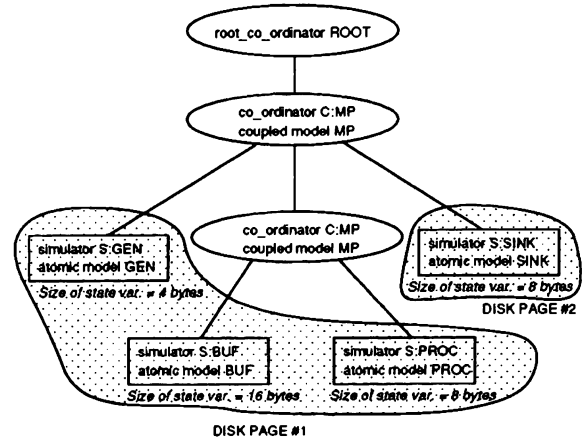 root_co_ordinator ROOT
co_ordinator C:MP
coupled model MP
simulator S:GEN
atomic model GEN
Size of state var. = 4 bytes
co_ordinator C:MP
coupled model MP
simulator S:SINK
atomic model SINK
Size of state var. = 8 bytes
DISK PAGE #2
simulator S:BUF
atomic model BUF
Size of state var. = 16 bytes
simulator S:PROC
atomic model PROC
Size of state var. = 8 bytes
DISK PAGE #1